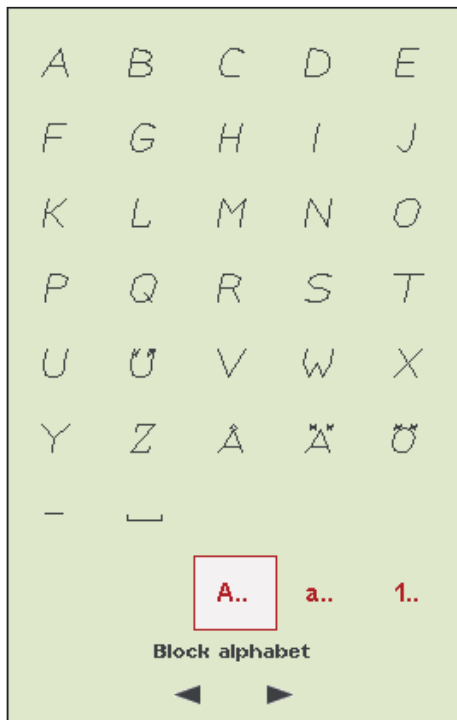 A B C D E
F G H I J
K L M N O
P Q R S T
U Ü V W X
Y Z Å Ä Ö
– ⎵
A.. a.. 1..
Block alphabet
◀ ▶